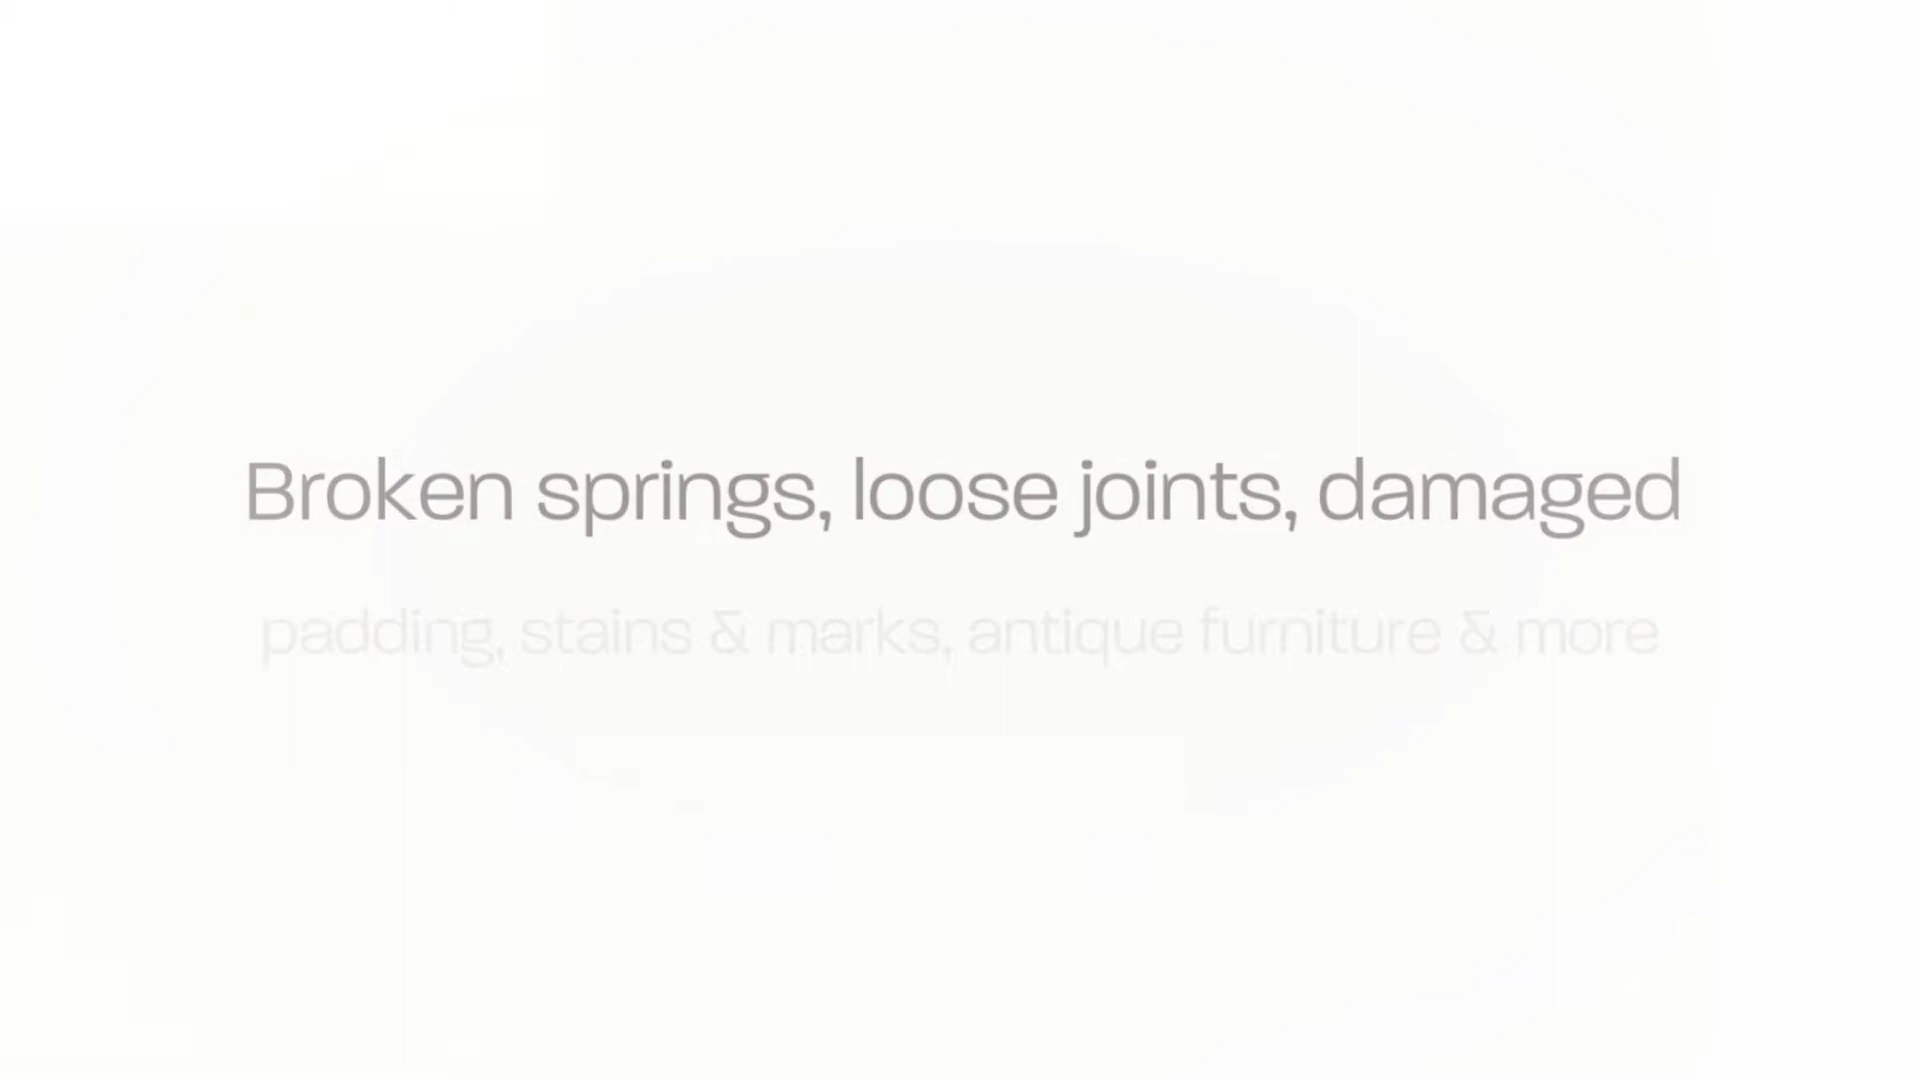 Broken springs, loose joints, damaged
padding, stains & marks, antique furniture & more